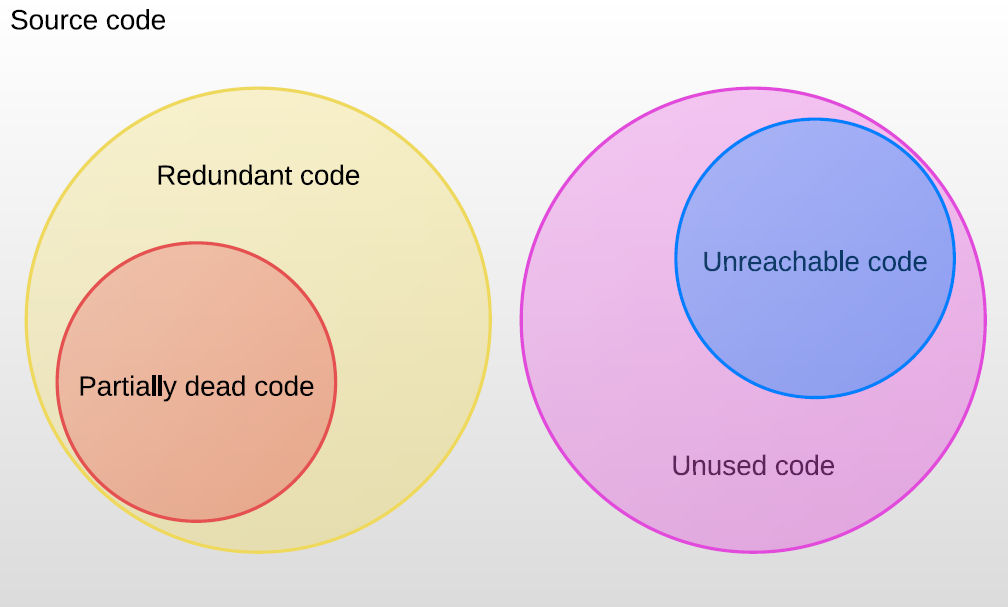 Source code
Redundant code
Unreachable code
Partially dead code
Unused code